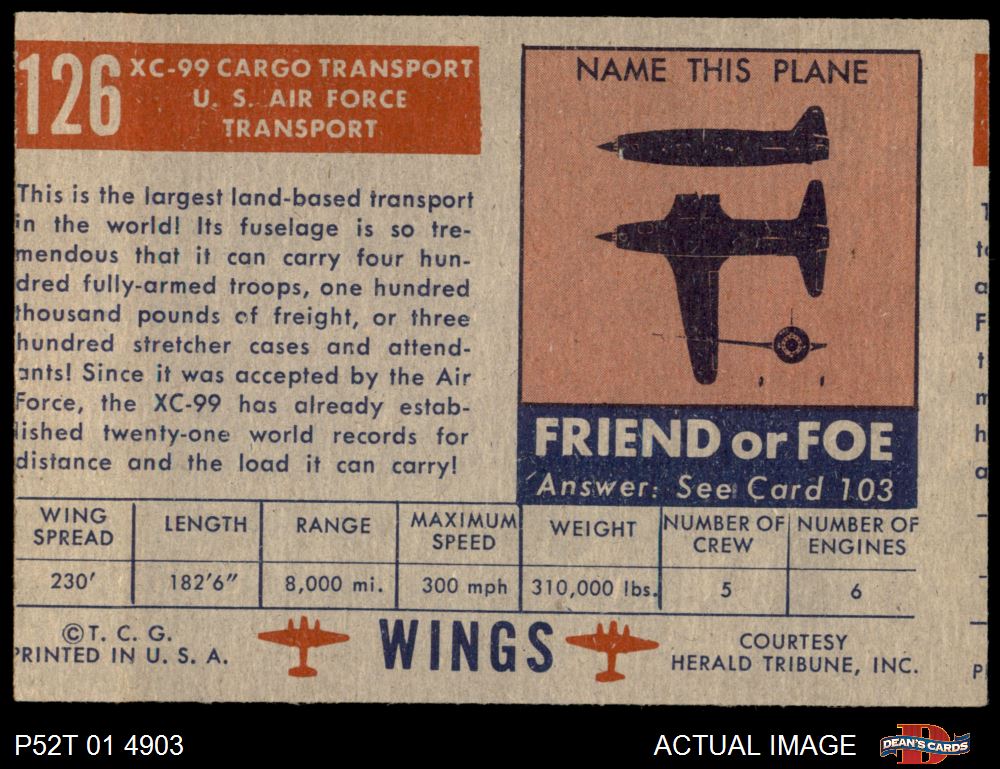 126
XC-99 CARGO TRANSPORT
U. S. AIR FORCE
TRANSPORT
This is the largest land-based transport
in the world! Its fuselage is so tre-
mendous that it can carry four hun-
dred fully-armed troops, one hundred
thousand pounds of freight, or three
hundred stretcher cases and attend-
ants! Since it was accepted by the Air
Force, the XC-99 has already estab-
lished twenty-one world records for
distance and the load it can carry!
NAME THIS PLANE
FRIEND or FOE
Answer: See Card 103
WING SPREAD
LENGTH
RANGE
MAXIMUM SPEED
WEIGHT
NUMBER OF CREW
NUMBER OF ENGINES
230'
182'6"
8,000 mi.
300 mph
310,000 lbs.
5
6
©T. C. G.
PRINTED IN U. S. A.
WINGS
COURTESY
HERALD TRIBUNE, INC.
P52T 01 4903
ACTUAL IMAGE
DEAN'S CARDS